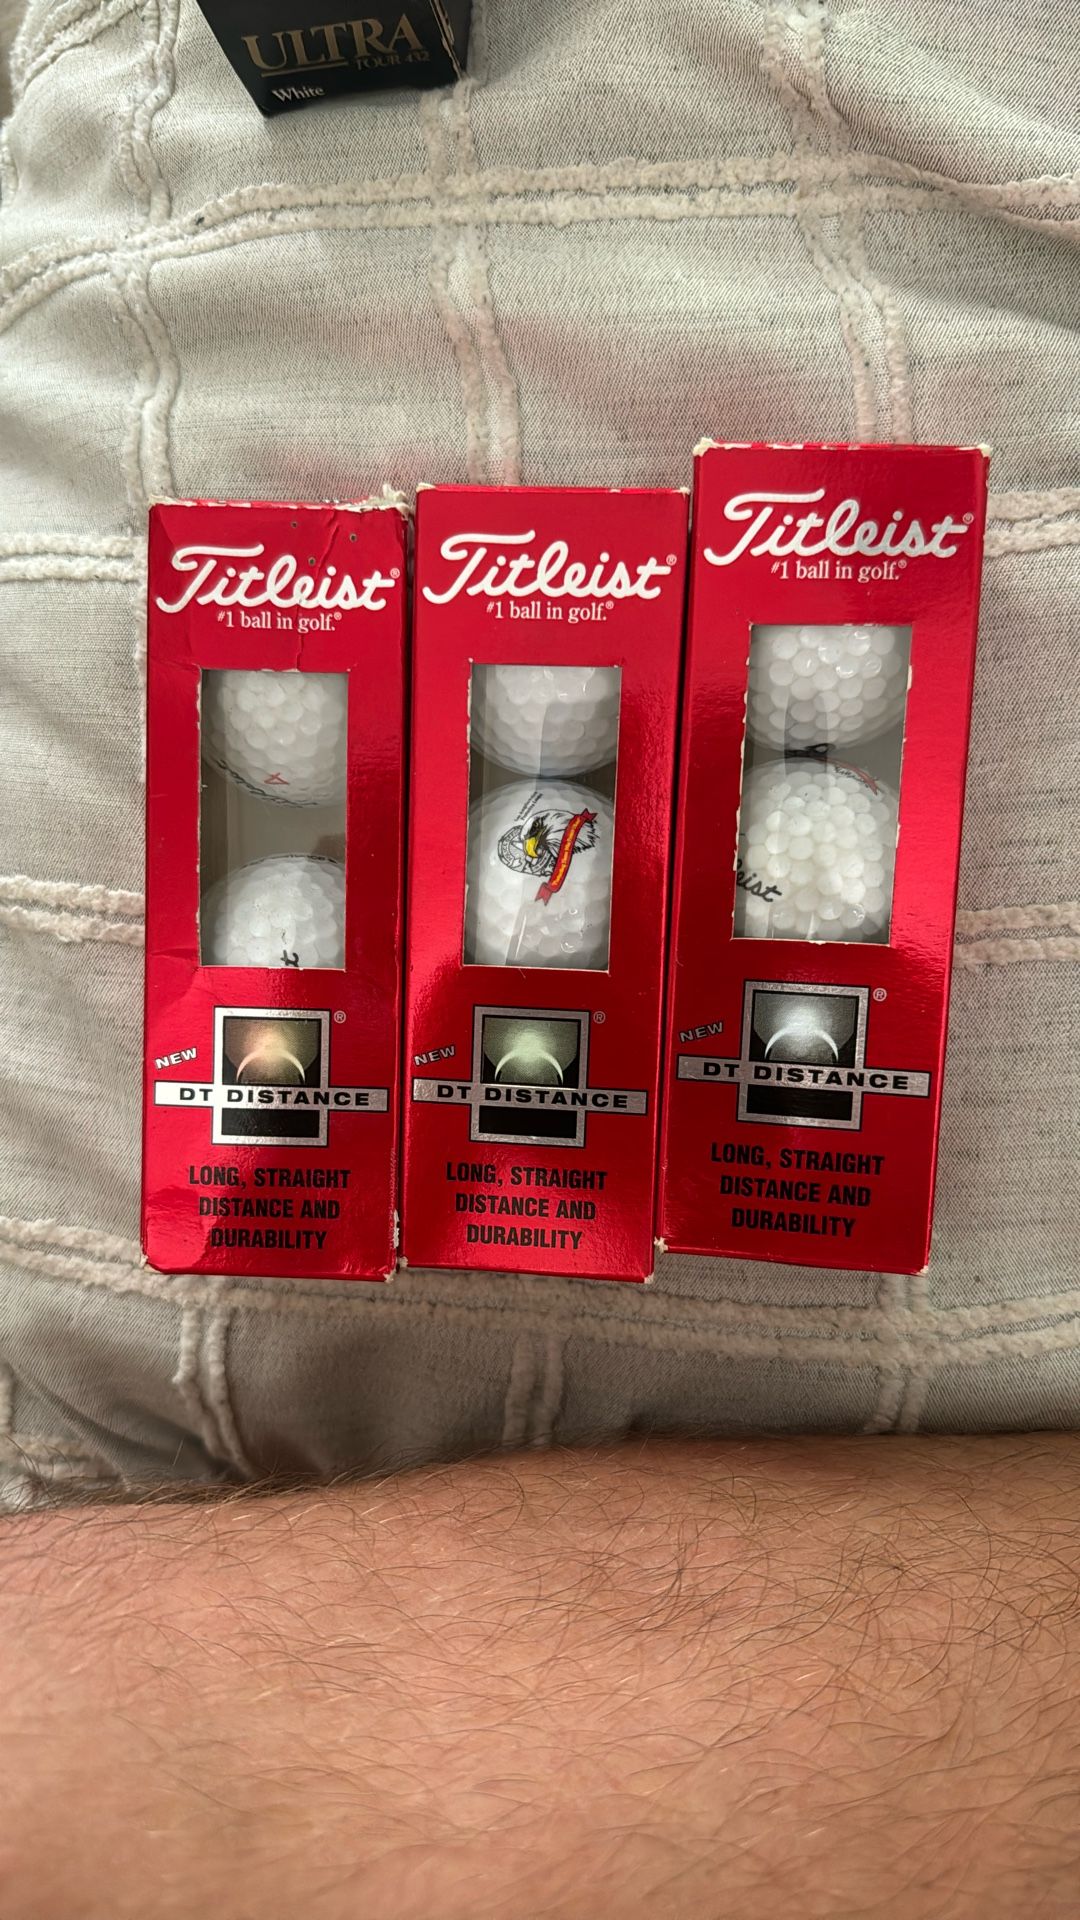 ULTRA
TOUR 432
White
Titleist®
#1 ball in golf.®
4
t
NEW
DT DISTANCE
®
LONG, STRAIGHT
DISTANCE AND
DURABILITY
Titleist®
#1 ball in golf.®
NEW
DT DISTANCE
®
LONG, STRAIGHT
DISTANCE AND
DURABILITY
Titleist®
#1 ball in golf.®
leist
NEW
DT DISTANCE
®
LONG, STRAIGHT
DISTANCE AND
DURABILITY